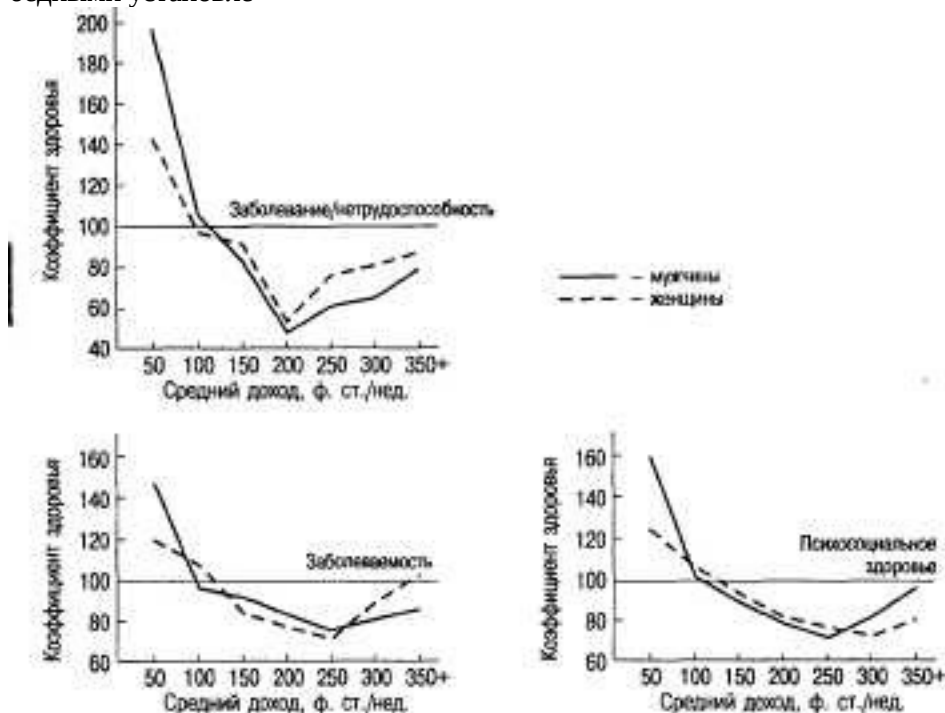 бедными установле
200
180
160
140
120
100
80
60
40
Коэффициент здоровья
Заболевание/нетрудоспособность
50 100 150 200 250 300 350+
Средний доход, ф. ст./нед.
– мужчины
– женщины
160
140
120
100
80
60
Коэффициент здоровья
Заболеваемость
50 100 150 200 250 300 350+
Средний доход, ф. ст./нед.
160
140
120
100
80
60
Коэффициент здоровья
Психосоциальное
здоровье
50 100 150 200 250 300 350+
Средний доход, ф. ст./нед.